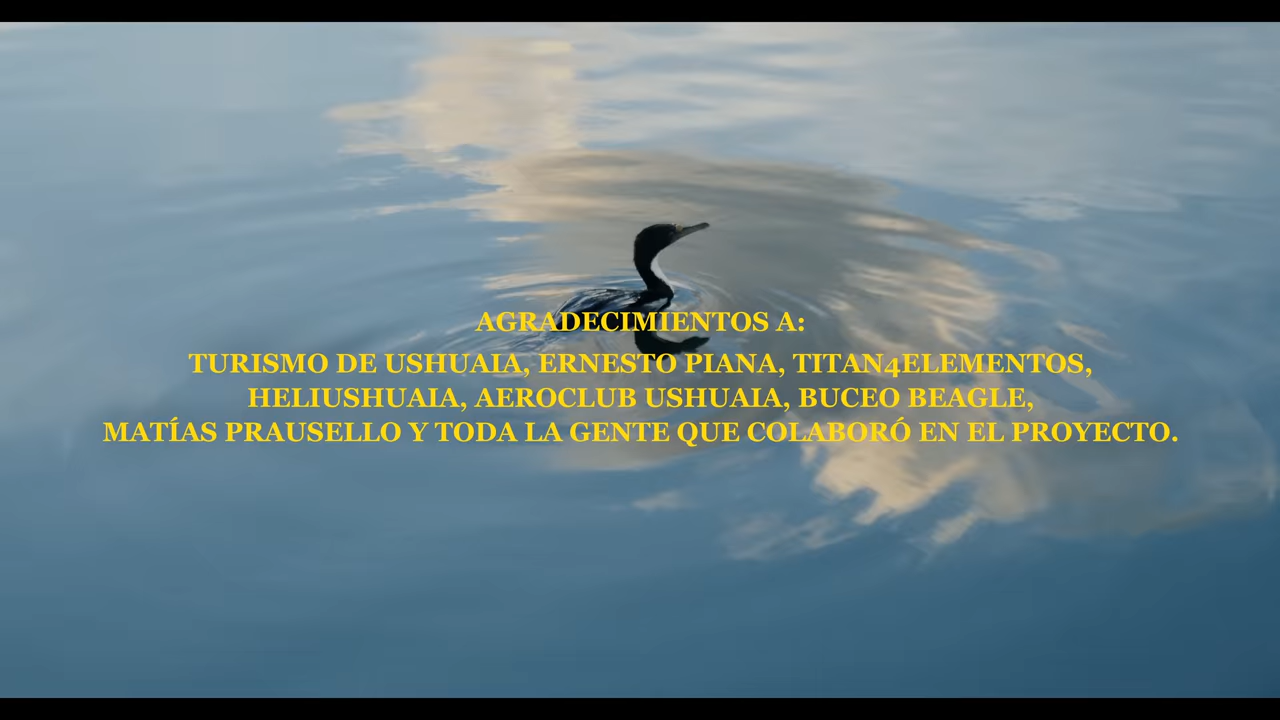 AGRADECIMIENTOS A:
TURISMO DE USHUAIA, ERNESTO PIANA, TITAN4ELEMENTOS,
HELIUSHUAIA, AEROCLUB USHUAIA, BUCEO BEAGLE,
MATÍAS PRAUSELLO Y TODA LA GENTE QUE COLABORÓ EN EL PROYECTO.